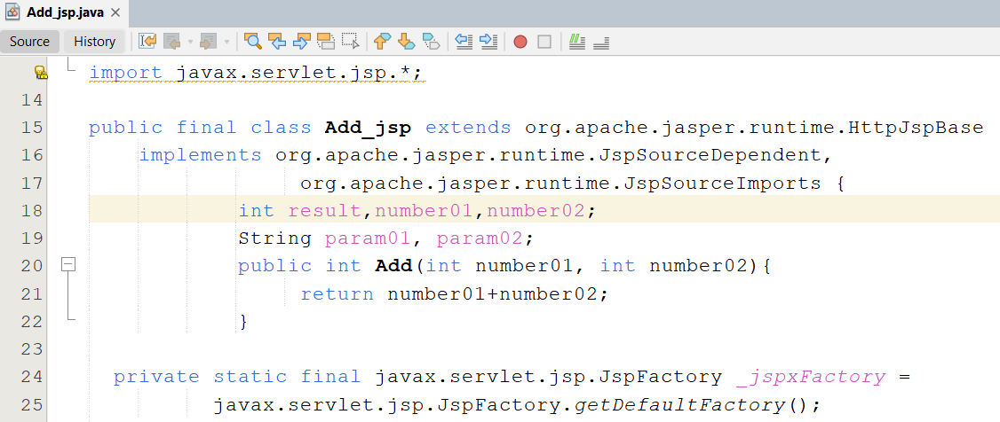 Add_jsp.java
Source History
import javax.servlet.jsp.*;
14
15 public final class Add_jsp extends org.apache.jasper.runtime.HttpJspBase
16 implements org.apache.jasper.runtime.JspSourceDependent,
17 org.apache.jasper.runtime.JspSourceImports {
18 int result,number01,number02;
19 String param01, param02;
20 public int Add(int number01, int number02){
21 return number01+number02;
22 }
23
24 private static final javax.servlet.jsp.JspFactory _jspxFactory =
25 javax.servlet.jsp.JspFactory.getDefaultFactory();